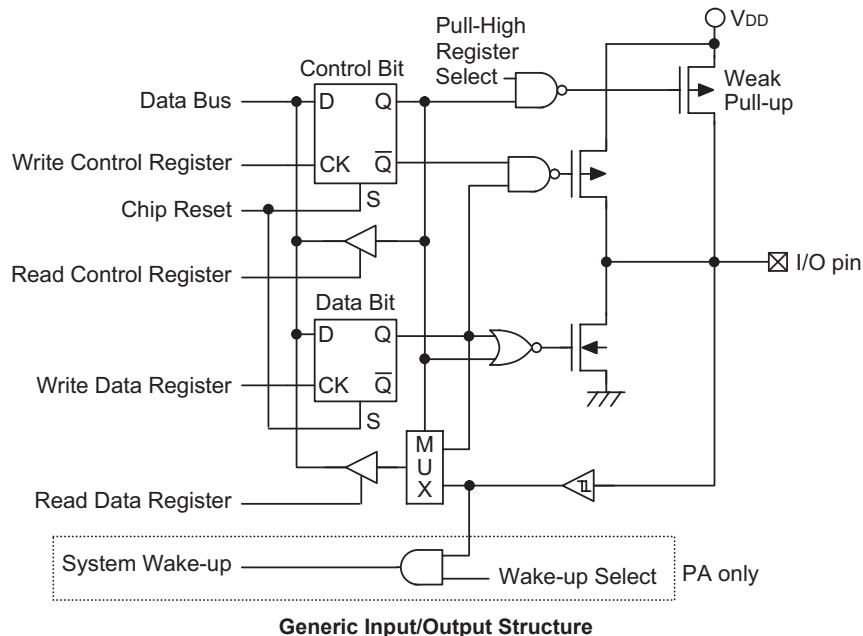 VDD
Pull-High
Register
Select
Weak
Pull-up
Control Bit
Data Bus
D
Q
Write Control Register
CK
Q
S
Chip Reset
Read Control Register
I/O pin
Data Bit
D
Q
Write Data Register
CK
Q
S
M
U
X
Read Data Register
System Wake-up
Wake-up Select
PA only
Generic Input/Output Structure